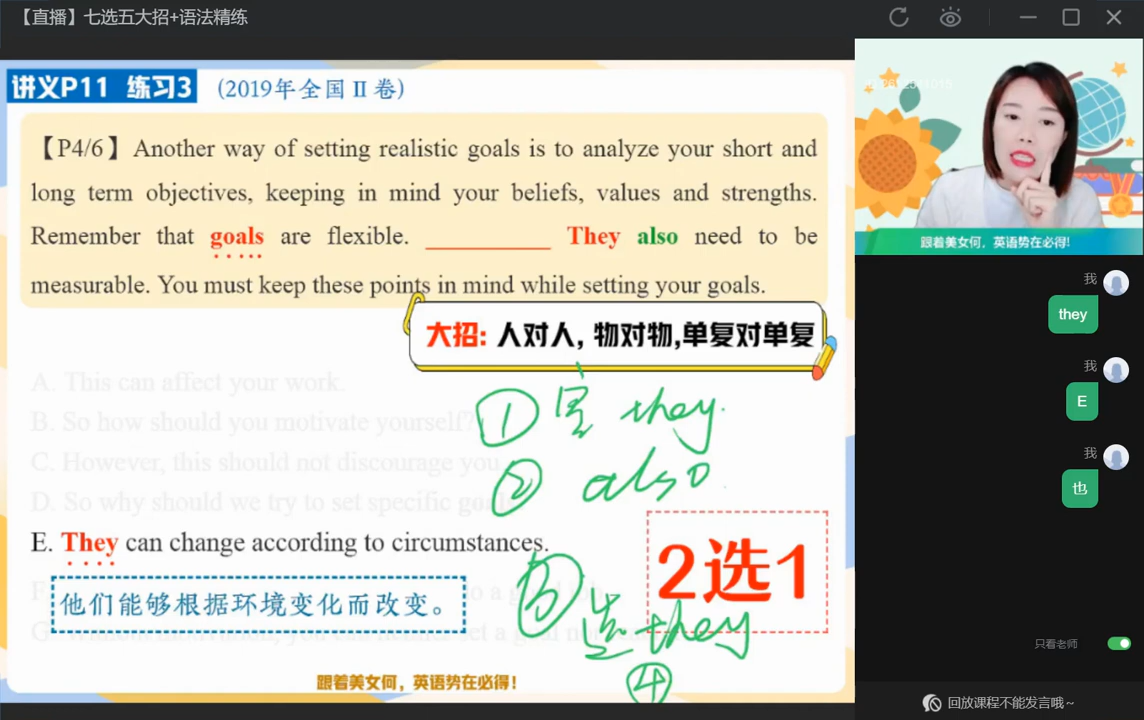 【直播】七选五大招+语法精练
讲义P11 练习3 (2019年全国Ⅱ卷)
【P4/6】Another way of setting realistic goals is to analyze your short and
long term objectives, keeping in mind your beliefs, values and strengths.
Remember that goals are flexible. __________ They also need to be
measurable. You must keep these points in mind while setting your goals.
大招: 人对人, 物对物,单复对单复
A. This can affect your work.
B. So how should you motivate yourself?
C. However, this should not discourage you
D. So why should we try to set specific goals
E. They can change according to circumstances.
他们能够根据环境变化而改变。
① they.
② also
③ 选 they
④
2选1
跟着美女何，英语势在必得!
跟着美女何，英语势在必得!
我
they
我
E
我
也
只看老师
回放课程不能发言哦~